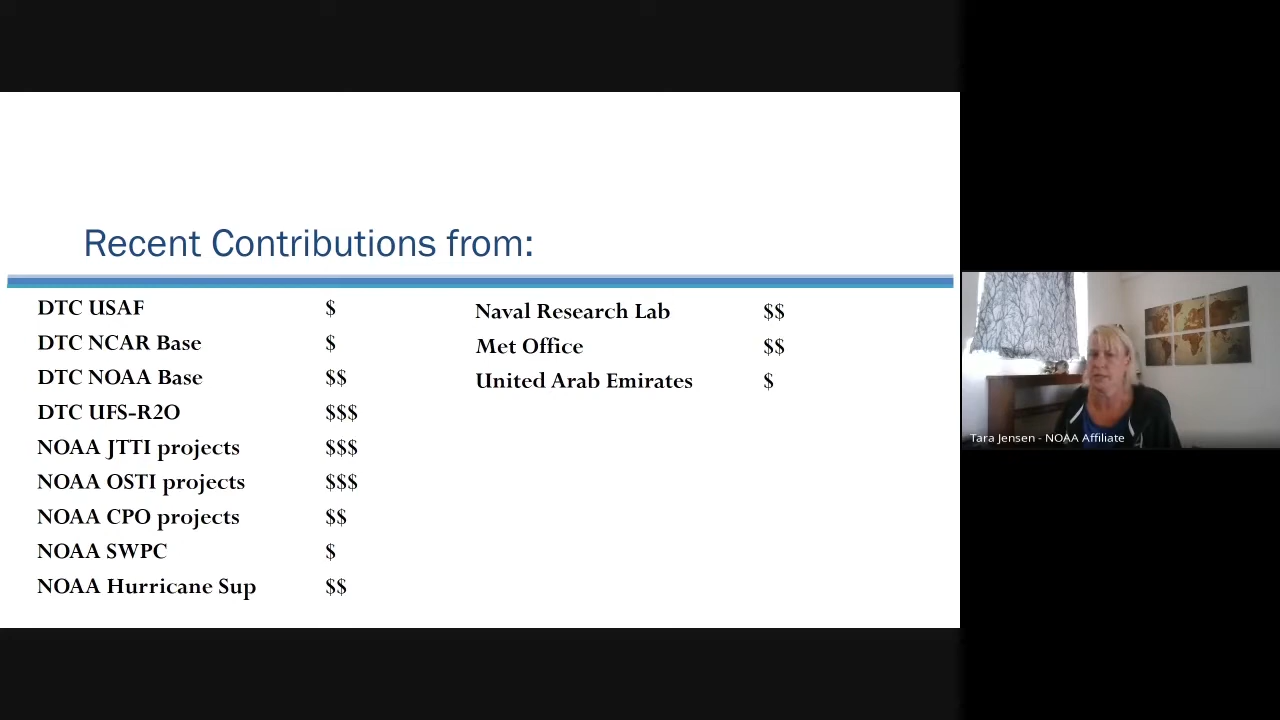 Recent Contributions from:
DTC USAF $
DTC NCAR Base $
DTC NOAA Base $$
DTC UFS-R2O $$$
NOAA JTTI projects $$$
NOAA OSTI projects $$$
NOAA CPO projects $$
NOAA SWPC $
NOAA Hurricane Sup $$
Naval Research Lab $$
Met Office $$
United Arab Emirates $
Tara Jensen - NOAA Affiliate